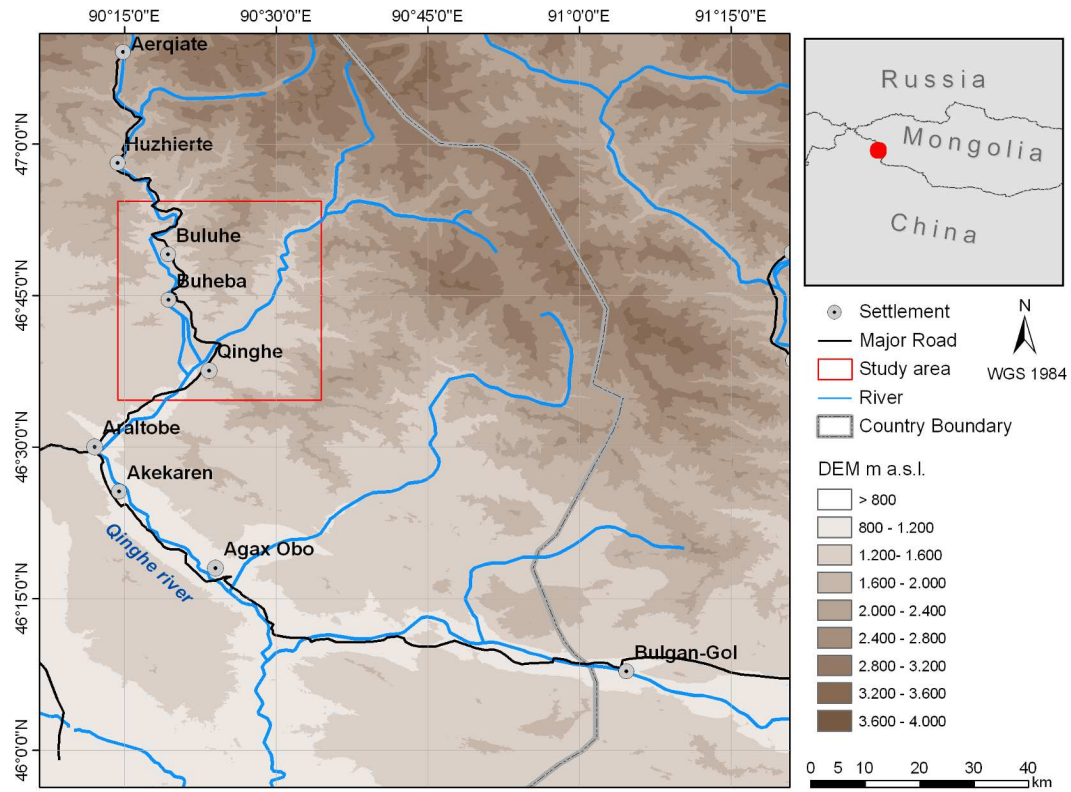 90°15'0"E 90°30'0"E 90°45'0"E 91°0'0"E 91°15'0"E
Aerqiate
47°0'0"N
Huzhierte
Buluhe
Buheba
46°45'0"N
Qinghe
Araltobe
46°30'0"N
Akekaren
Qinghe river
Agax Obo
46°15'0"N
Bulgan-Gol
46°0'0"N
Russia
Mongolia
China
Settlement
Major Road
Study area
River
Country Boundary
N
WGS 1984
DEM m a.s.l.
> 800
800 - 1.200
1.200- 1.600
1.600 - 2.000
2.000 - 2.400
2.400 - 2.800
2.800 - 3.200
3.200 - 3.600
3.600 - 4.000
0 5 10 20 30 40
km